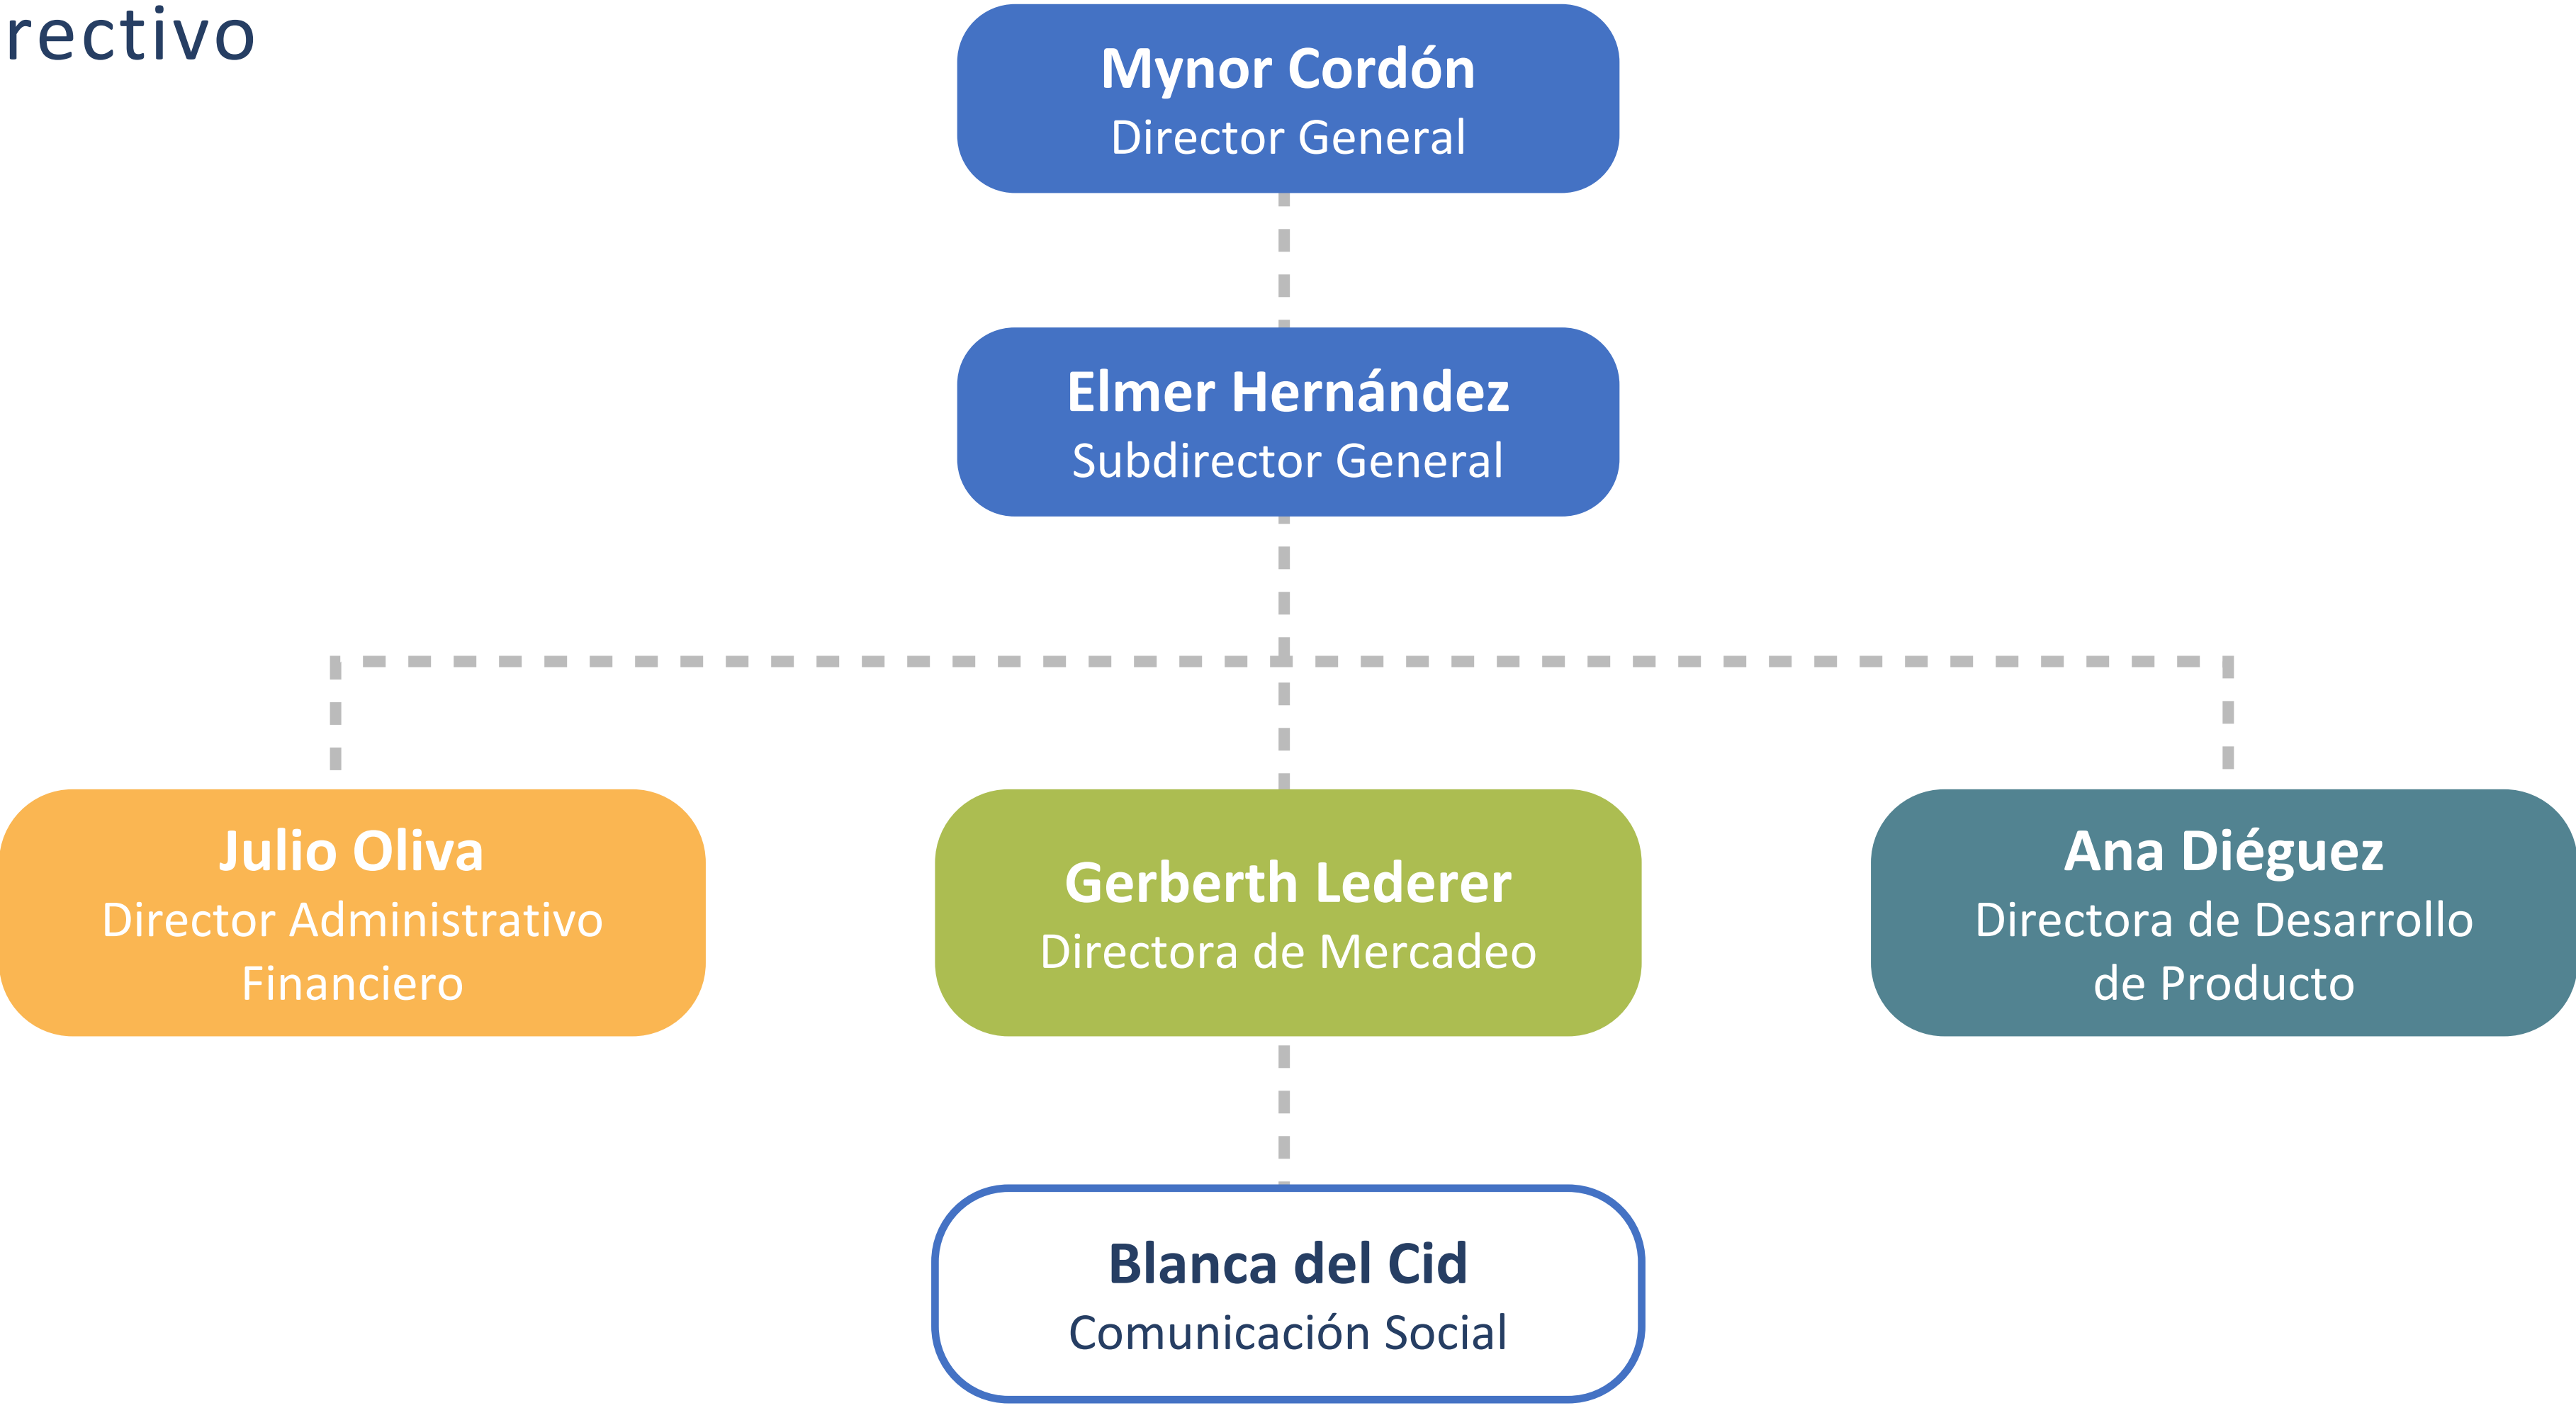 rectivo
Mynor Cordón
Director General
Elmer Hernández
Subdirector General
Julio Oliva
Director Administrativo
Financiero
Gerberth Lederer
Directora de Mercadeo
Ana Diéguez
Directora de Desarrollo
de Producto
Blanca del Cid
Comunicación Social